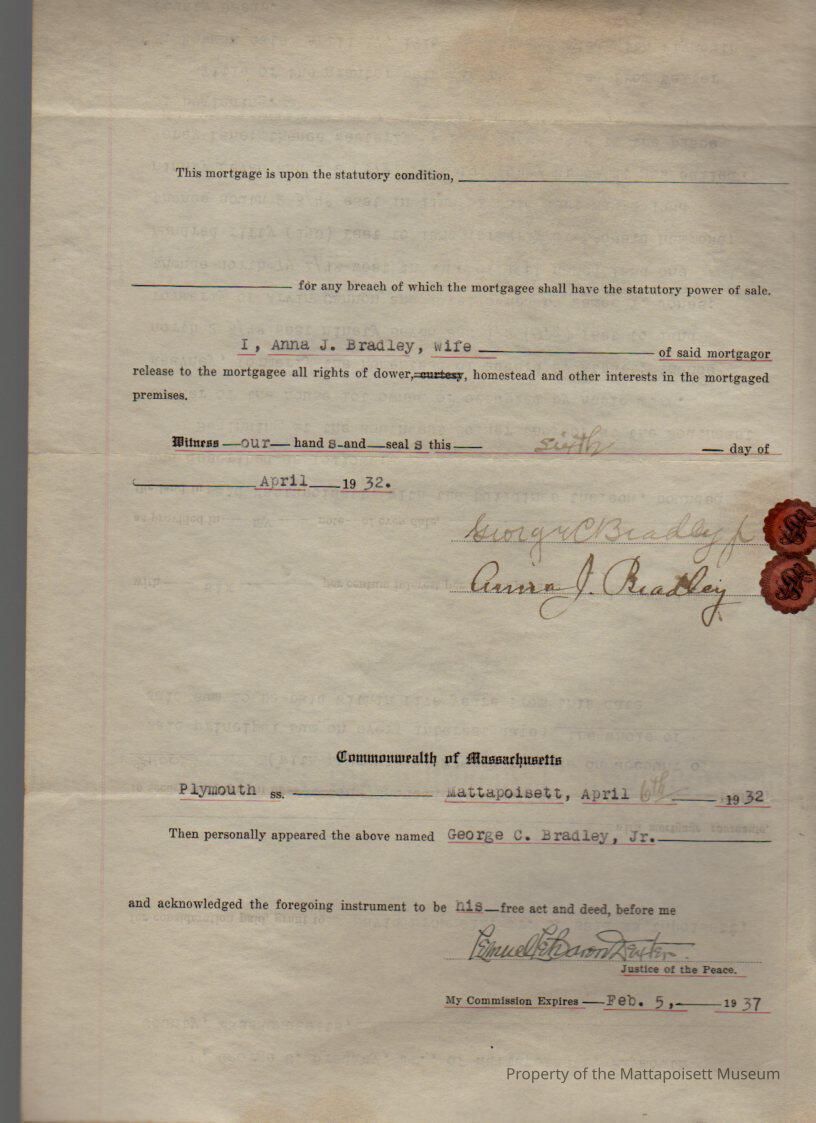 This mortgage is upon the statutory condition,
for any breach of which the mortgagee shall have the statutory power of sale.
I, Anna J. Bradley, wife of said mortgagor
release to the mortgagee all rights of dower, curtesy, homestead and other interests in the mortgaged
premises.
Witness our hand s and seal s this sixth day of
April 19 32.
George C Bradley Jr
Anna J. Bradley
Commonwealth of Massachusetts
Plymouth ss. Mattapoisett, April 6th 19 32
Then personally appeared the above named George C. Bradley, Jr.
and acknowledged the foregoing instrument to be his free act and deed, before me
Lemuel LeBaron Dexter.
Justice of the Peace.
My Commission Expires Feb. 5, 19 37
Property of the Mattapoisett Museum